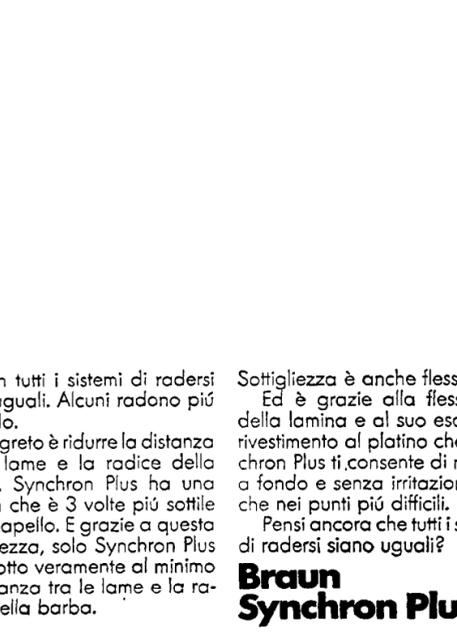 n tutti i sistemi di radersi
uguali. Alcuni radono piú
lo.
greto è ridurre la distanza
lame e la radice della
. Synchron Plus ha una
che è 3 volte piú sottile
apello. E grazie a questa
ezza, solo Synchron Plus
otto veramente al minimo
anza tra le lame e la ra-
ella barba.
Sottigliezza è anche fless
Ed è grazie alla fless
della lamina e al suo esc
rivestimento al platino che
chron Plus ti consente di r
a fondo e senza irritazion
che nei punti piú difficili.
Pensi ancora che tutti i s
di radersi siano uguali?
Braun
Synchron Plu